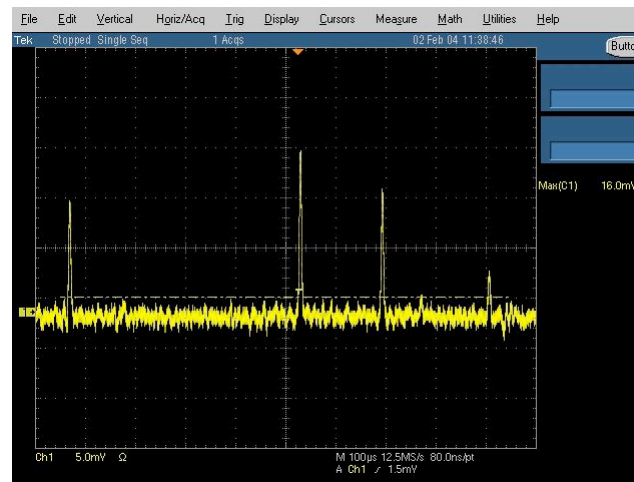 File Edit Vertical Horiz/Acq Trig Display Cursors Measure Math Utilities Help
Tek Stopped Single Seq 1 Acqs 02 Feb 04 11:38:46 Butto
Max(C1) 16.0mV
Ch1 5.0mV Ω M 100µs 12.5MS/s 80.0ns/pt
A Ch1 ⁄ 1.5mV